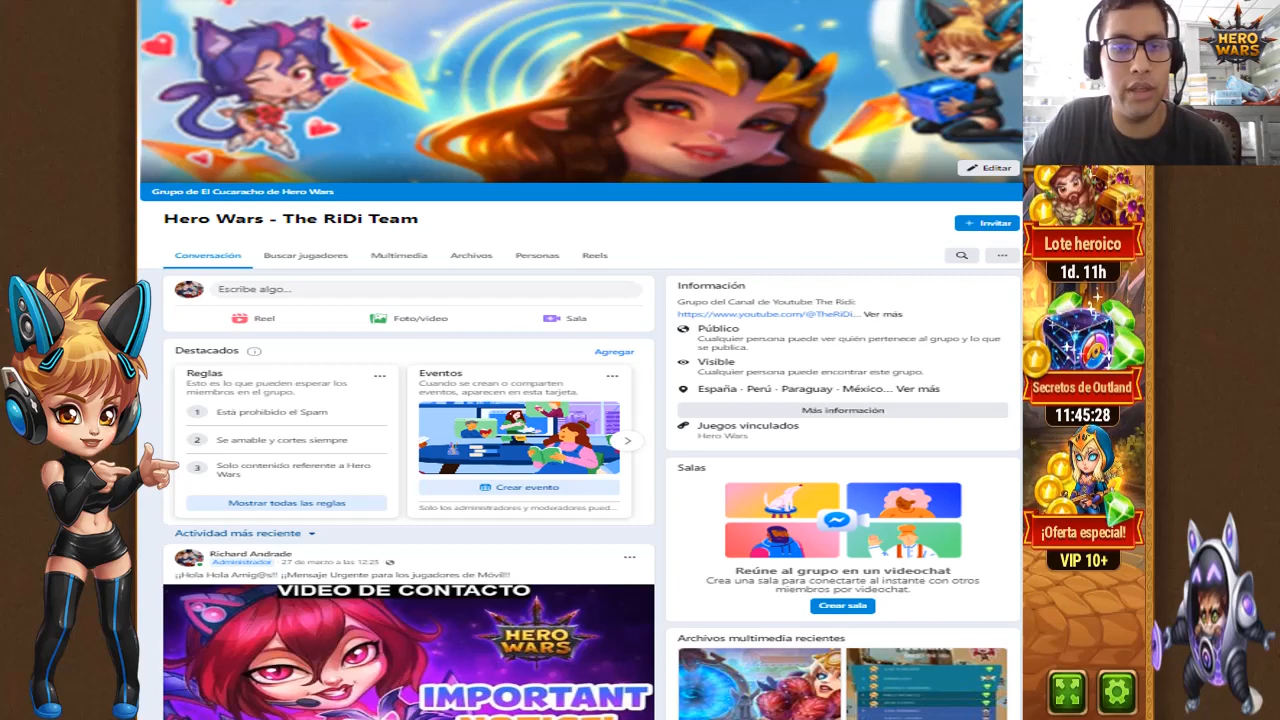 HERO
WARS
Editar
Grupo de El Cucaracho de Hero Wars
Hero Wars - The RiDi Team
+ Invitar
Conversación
Buscar jugadores
Multimedia
Archivos
Personas
Reels
Escribe algo...
Reel
Foto/video
Sala
Destacados
Agregar
Reglas
Esto es lo que pueden esperar los
miembros en el grupo.
1 Está prohibido el Spam
2 Se amable y cortes siempre
3 Solo contenido referente a Hero
Wars
Mostrar todas las reglas
Eventos
Cuando se crean o comparten
eventos, aparecen en esta tarjeta.
Crear evento
Solo los administradores y moderadores pued...
Actividad más reciente
Richard Andrade
Administrador · 27 de marzo a las 12:23
¡¡Hola Hola Amig@s!! ¡¡Mensaje Urgente para los jugadores de Móvil!!
VIDEO DE CONTACTO
HERO
WARS
IMPORTANT
NOTICE!
Información
Grupo del Canal de Youtube The Ridi:
https://www.youtube.com/@TheRiDi... Ver más
Público
Cualquier persona puede ver quién pertenece al grupo y lo que
se publica.
Visible
Cualquier persona puede encontrar este grupo.
España - Perú - Paraguay - México... Ver más
Más información
Juegos vinculados
Hero Wars
Salas
Reúne al grupo en un videochat
Crea una sala para conectarte al instante con otros
miembros por videochat.
Crear sala
Archivos multimedia recientes
Lote heroico
1d. 11h
Secretos de Outland
11:45:28
¡Oferta especial!
VIP 10+